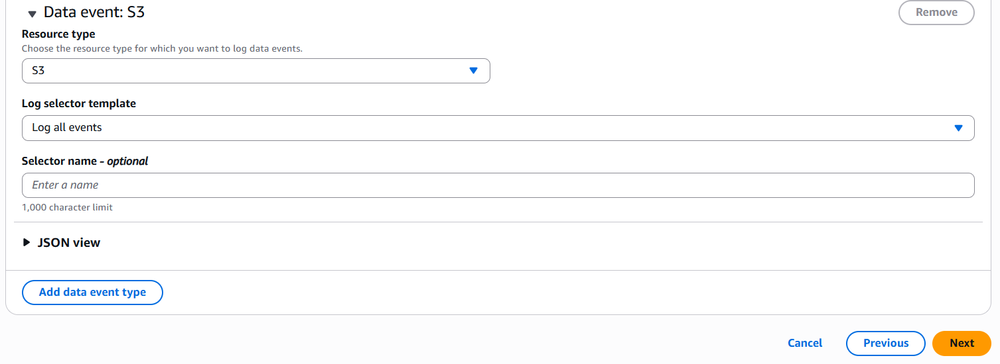 Data event: S3
Remove
Resource type
Choose the resource type for which you want to log data events.
S3
Log selector template
Log all events
Selector name - optional
Enter a name
1,000 character limit
JSON view
Add data event type
Cancel
Previous
Next